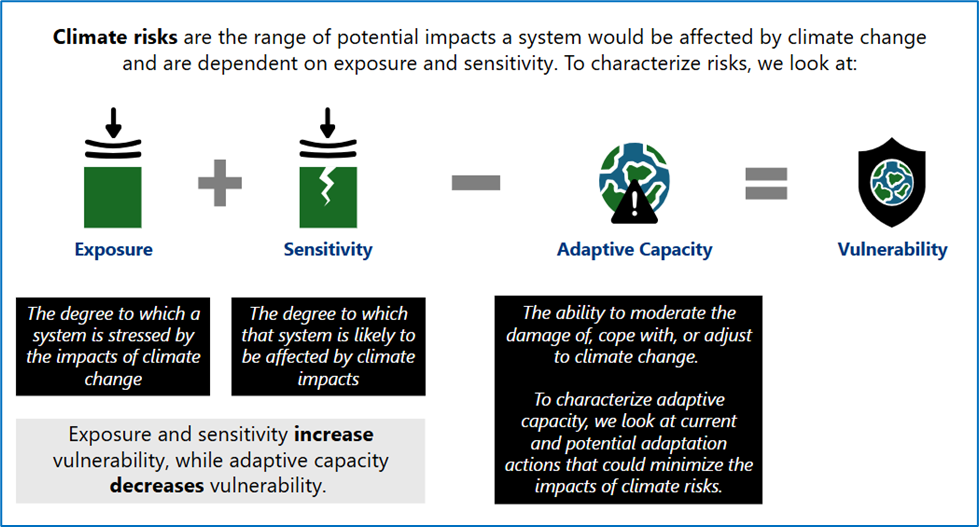 Climate risks are the range of potential impacts a system would be affected by climate change
and are dependent on exposure and sensitivity. To characterize risks, we look at:
Exposure
Sensitivity
Adaptive Capacity
Vulnerability
The degree to which a
system is stressed by
the impacts of climate
change
The degree to which
that system is likely to
be affected by climate
impacts
The ability to moderate the
damage of, cope with, or adjust
to climate change.
To characterize adaptive
capacity, we look at current
and potential adaptation
actions that could minimize the
impacts of climate risks.
Exposure and sensitivity increase
vulnerability, while adaptive capacity
decreases vulnerability.